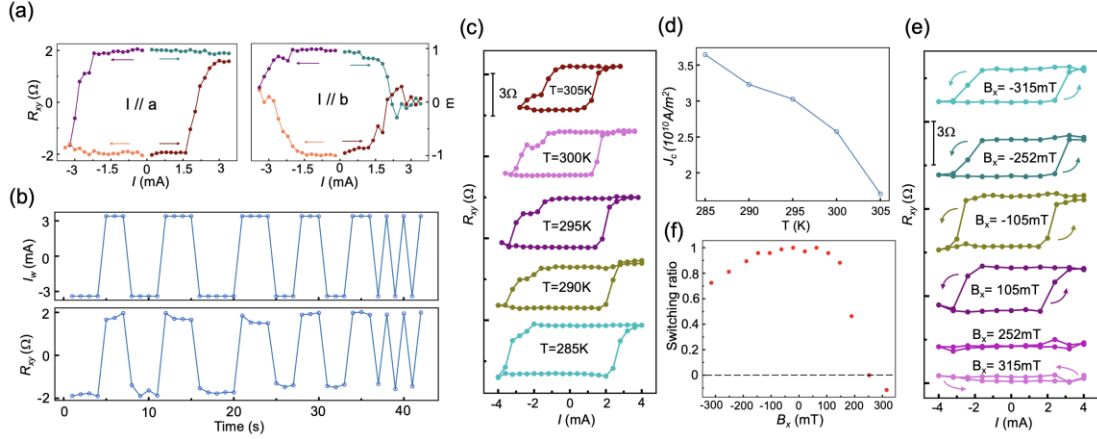 (a)
2
0
-2
R_xy (Ω)
I // a
-3
-1.5
0
1.5
3
I (mA)
I // b
-3
-1.5
0
1.5
3
I (mA)
1
0
-1
m
(b)
3
0
-3
I_w (mA)
2
0
-2
R_xy (Ω)
0
10
20
30
40
Time (s)
(c)
3Ω
T=305K
T=300K
T=295K
T=290K
T=285K
R_xy (Ω)
-4
-2
0
2
4
I (mA)
(d)
3.5
3
2.5
2
J_c (10^10 A/m^2)
285
290
295
300
305
T (K)
(f)
1
0.8
0.6
0.4
0.2
0
Switching ratio
-300
-200
-100
0
100
200
300
B_x (mT)
(e)
B_x= -315mT
3Ω
B_x= -252mT
B_x= -105mT
B_x= 105mT
B_x= 252mT
B_x= 315mT
R_xy (Ω)
-4
-2
0
2
4
I (mA)